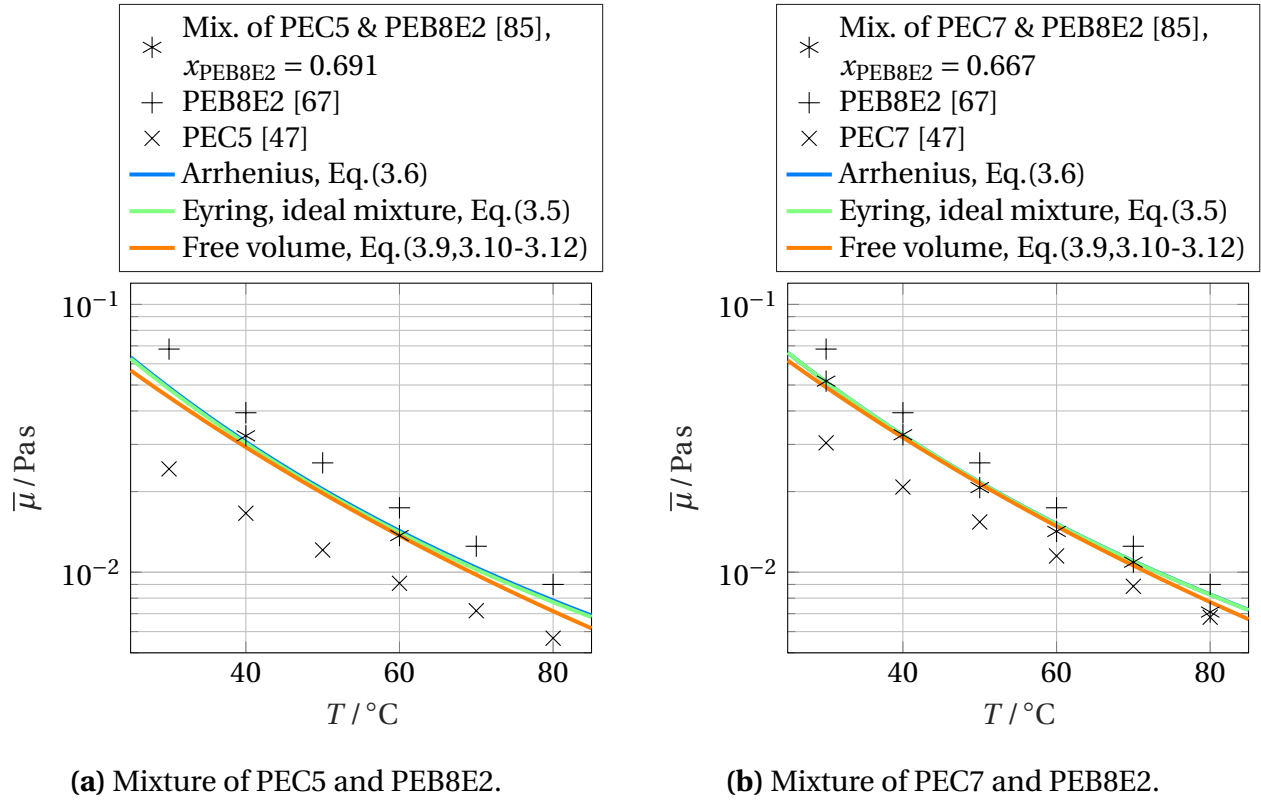 Mix. of PEC5 & PEB8E2 [85],
xPEB8E2 = 0.691
PEB8E2 [67]
PEC5 [47]
Arrhenius, Eq.(3.6)
Eyring, ideal mixture, Eq.(3.5)
Free volume, Eq.(3.9,3.10-3.12)
10−1
10−2
μ̅ / Pa s
40 60 80
T / °C
(a) Mixture of PEC5 and PEB8E2.
Mix. of PEC7 & PEB8E2 [85],
xPEB8E2 = 0.667
PEB8E2 [67]
PEC7 [47]
Arrhenius, Eq.(3.6)
Eyring, ideal mixture, Eq.(3.5)
Free volume, Eq.(3.9,3.10-3.12)
10−1
10−2
μ̅ / Pa s
40 60 80
T / °C
(b) Mixture of PEC7 and PEB8E2.